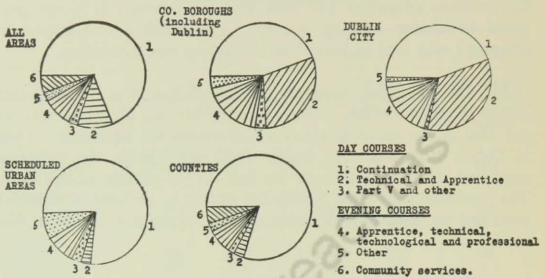 ALL
AREAS
1
2
3
4
5
6
CO. BOROUGHS
(including
Dublin)
1
2
3
6
DUBLIN
CITY
1
2
3
5
SCHEDULED
URBAN
AREAS
1
2
3
4
6
COUNTIES
1
2
3
4
5
6
DAY COURSES
1. Continuation
2. Technical and Apprentice
3. Part V and other
EVENING COURSES
4. Apprentice, technical,
technological and professional
5. Other
6. Community services.